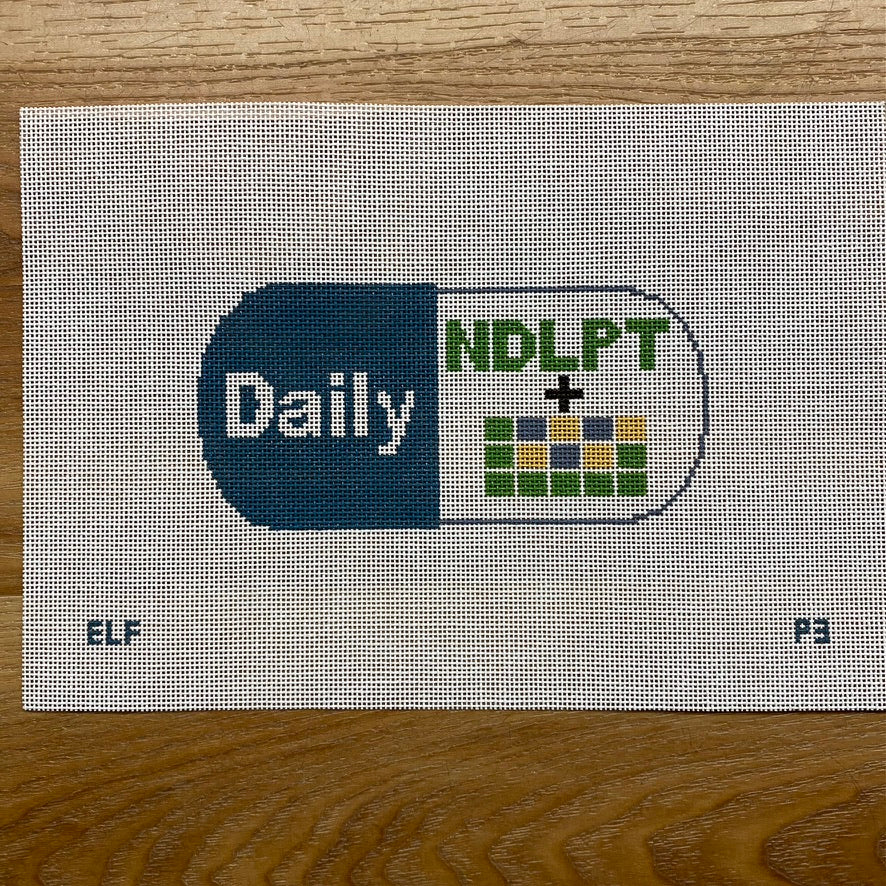 Daily
NDLPT
+
ELF
P3